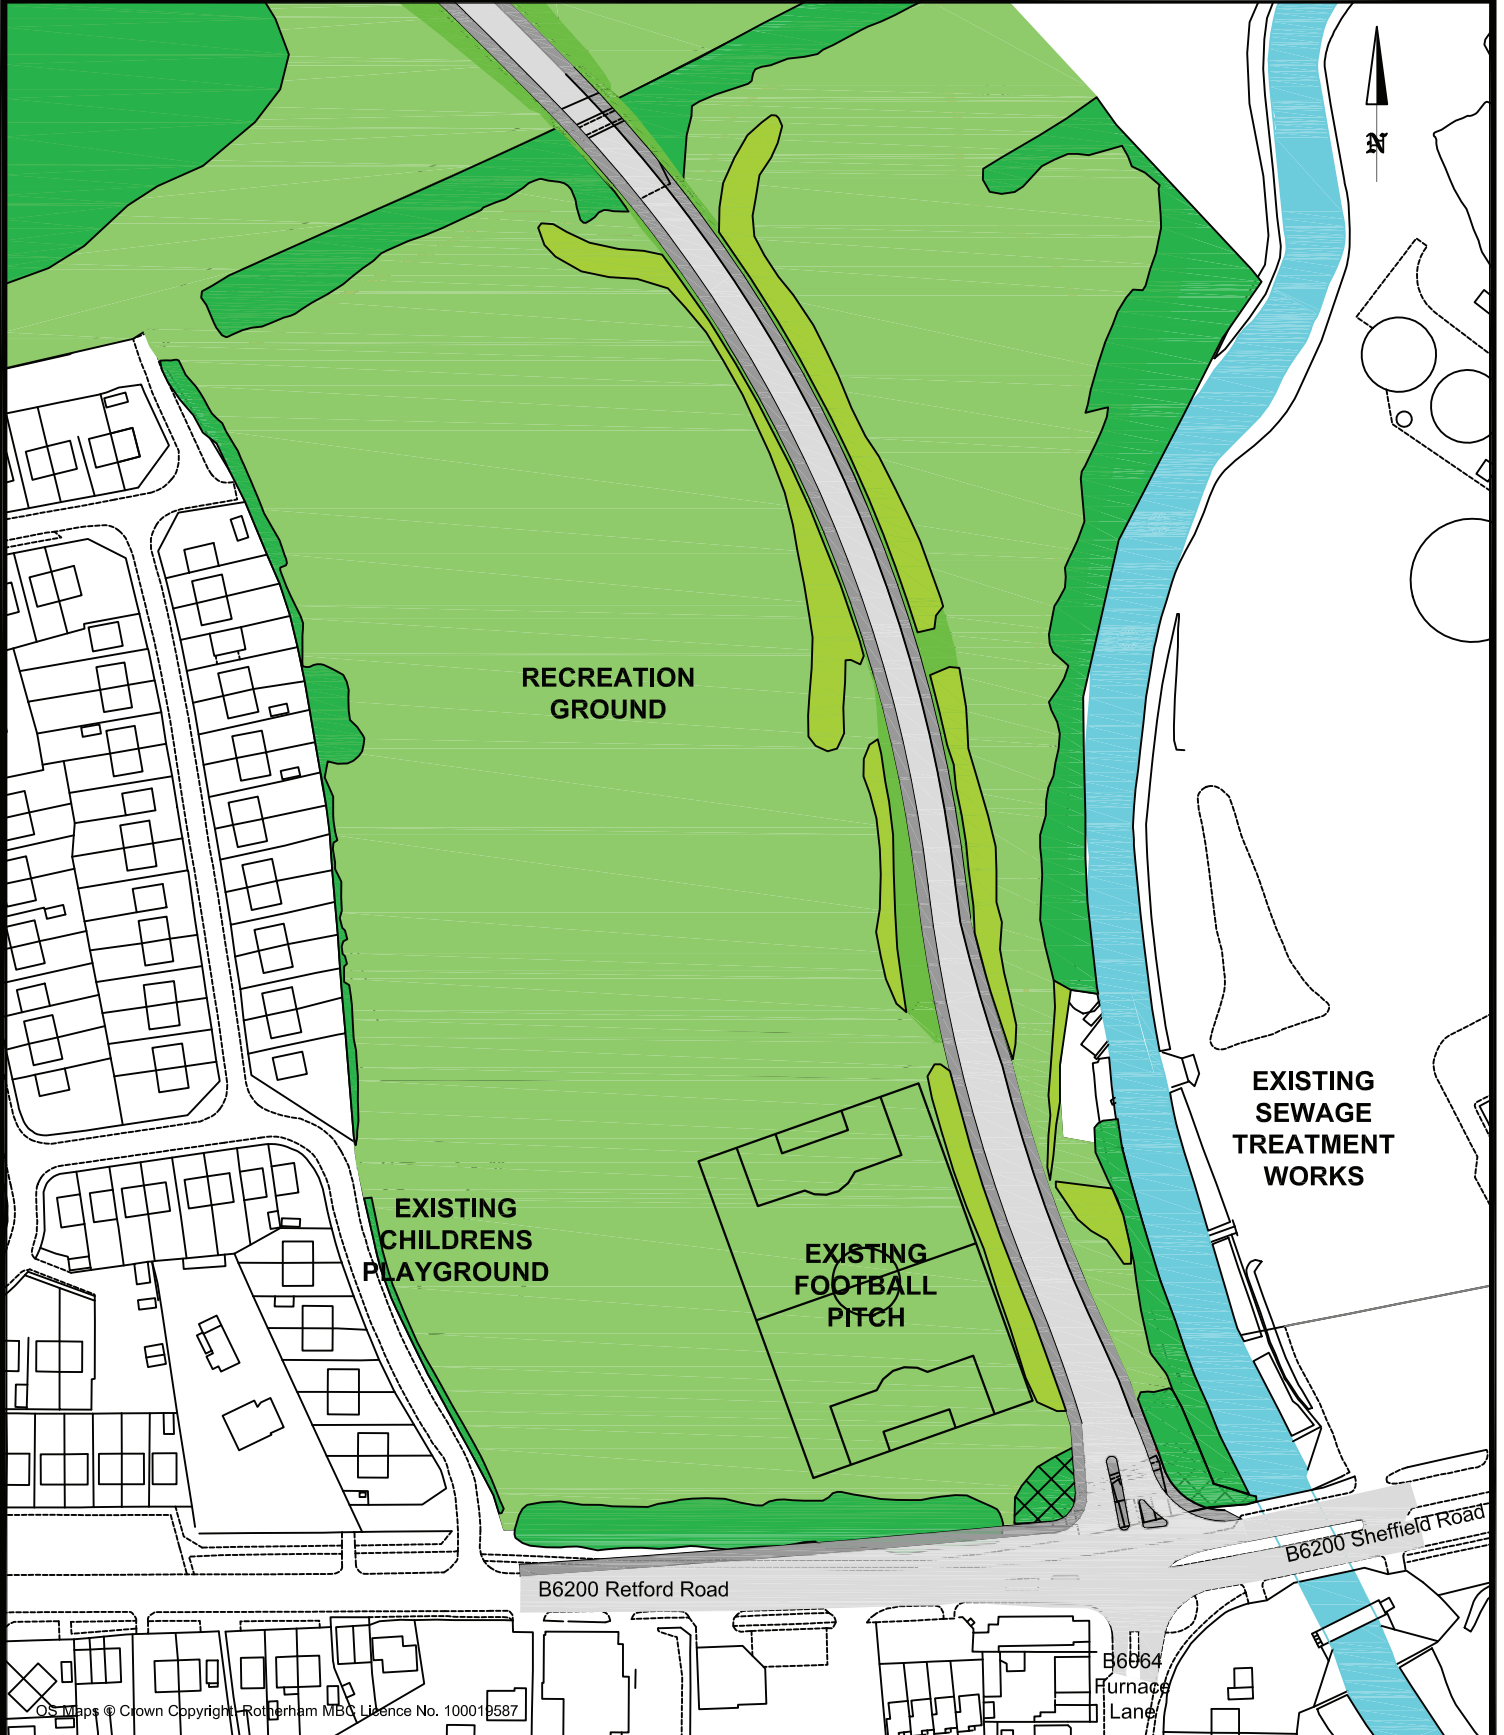 N
RECREATION
GROUND
EXISTING
SEWAGE
TREATMENT
WORKS
EXISTING
CHILDRENS
PLAYGROUND
EXISTING
FOOTBALL
PITCH
B6200 Sheffield Road
B6200 Retford Road
B6064
Furnace
Lane
OS Maps © Crown Copyright. Rotherham MBC Licence No. 100019587